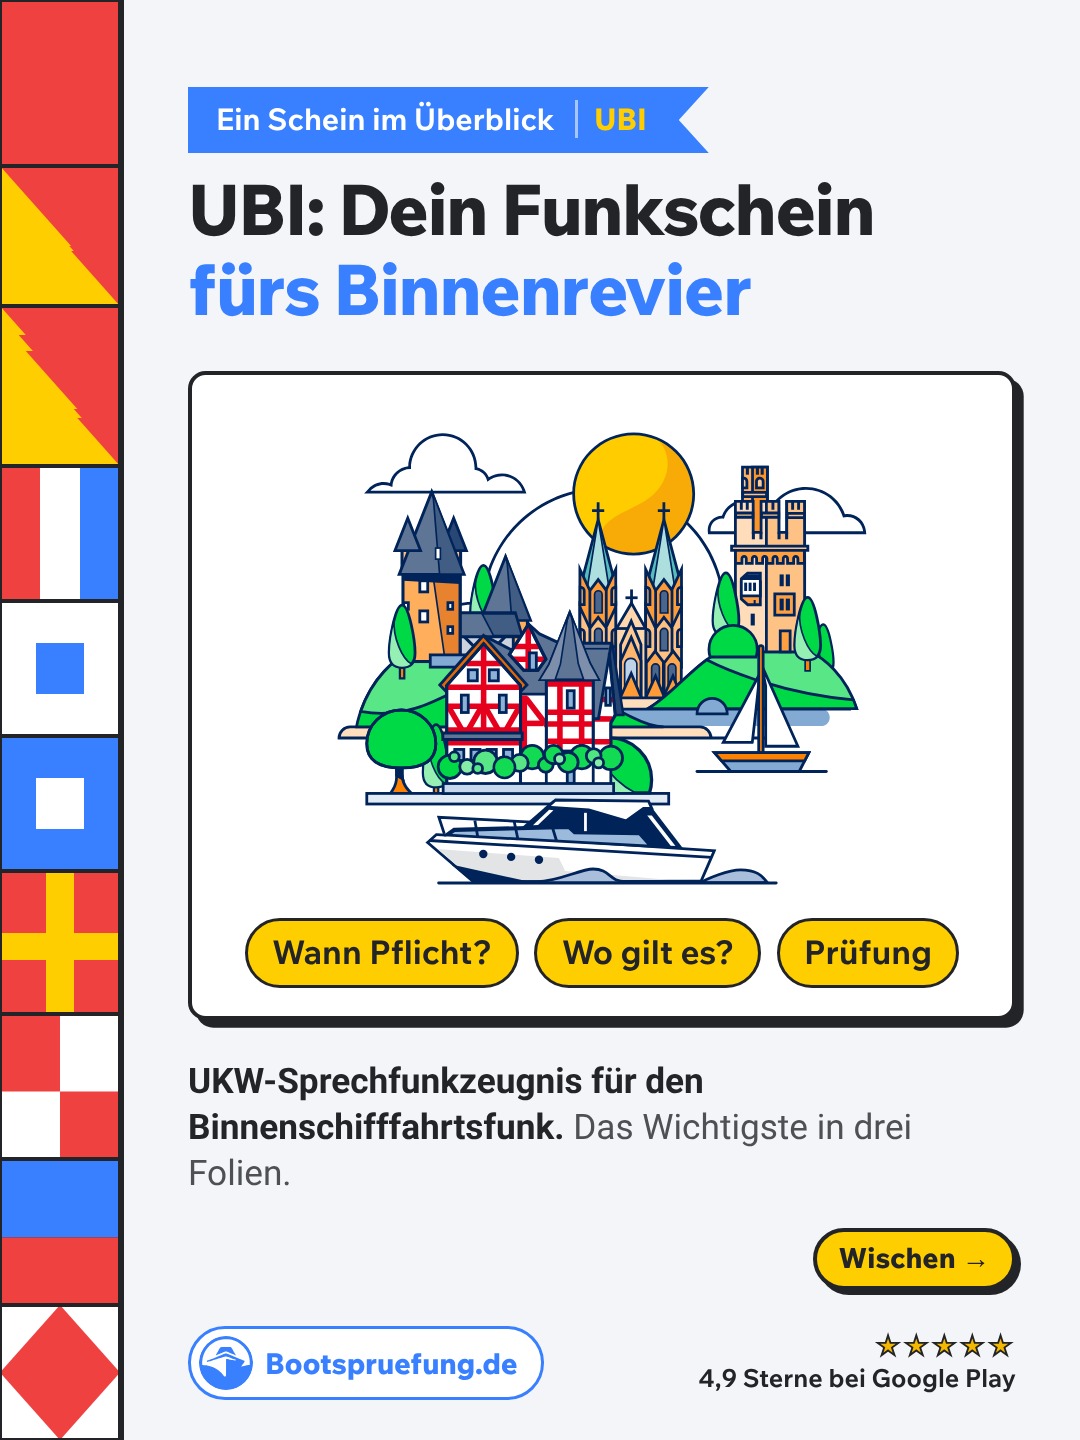 Ein Schein im Überblick | UBI
UBI: Dein Funkschein
fürs Binnenrevier
Wann Pflicht? Wo gilt es? Prüfung
UKW-Sprechfunkzeugnis für den
Binnenschifffahrtsfunk. Das Wichtigste in drei
Folien.
Wischen →
Bootspruefung.de
★★★★★
4,9 Sterne bei Google Play